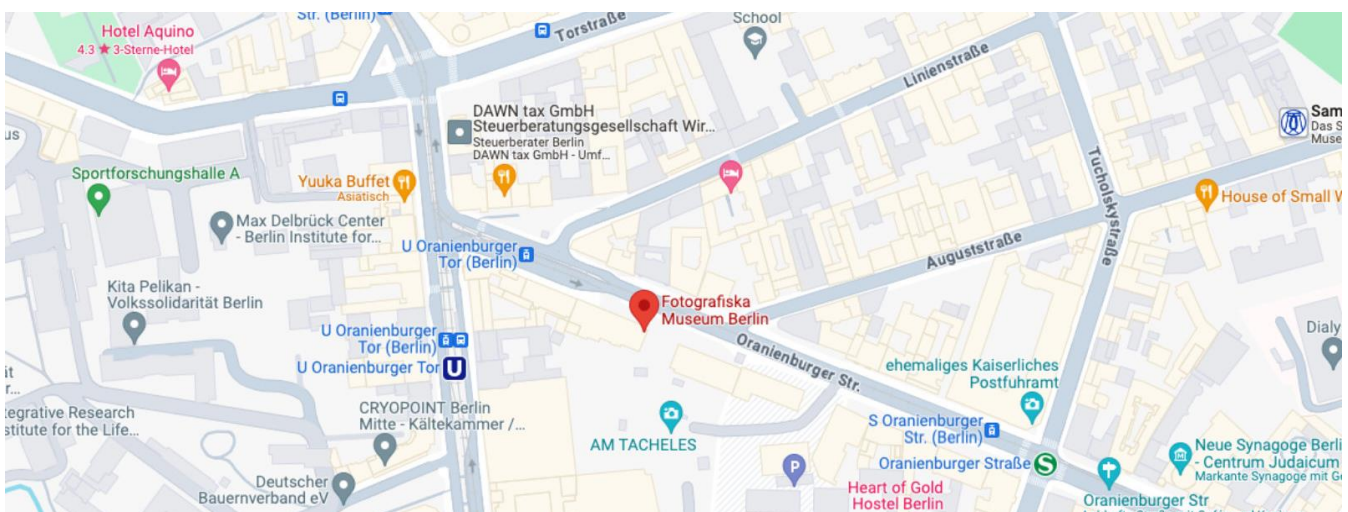 Str. (Berlin)
Hotel Aquino
4.3 ★ 3-Sterne-Hotel
Torstraße
School
Linienstraße
DAWN tax GmbH
Steuerberatungsgesellschaft Wir...
Steuerberater Berlin
DAWN tax GmbH - Umf...
Sam
Das S
Muse
us
Sportforschungshalle A
Yuuka Buffet
Asiatisch
Tucholskystraße
House of Small W
Max Delbrück Center
- Berlin Institute for...
U Oranienburger
Tor (Berlin)
Auguststraße
Kita Pelikan -
Volkssolidarität Berlin
Fotografiska
Museum Berlin
U Oranienburger
Tor (Berlin)
U Oranienburger Tor
U
Oranienburger Str.
Dialy
ehemaliges Kaiserliches
Postfuhramt
it
r...
tegrative Research
stitute for the Life...
CRYOPOINT Berlin
Mitte - Kältekammer /...
AM TACHELES
S Oranienburger
Str. (Berlin)
Oranienburger Straße
S
P
Neue Synagoge Berli
- Centrum Judaicum
Markante Synagoge mit G
Deutscher
Bauernverband eV
Heart of Gold
Hostel Berlin
Oranienburger Str